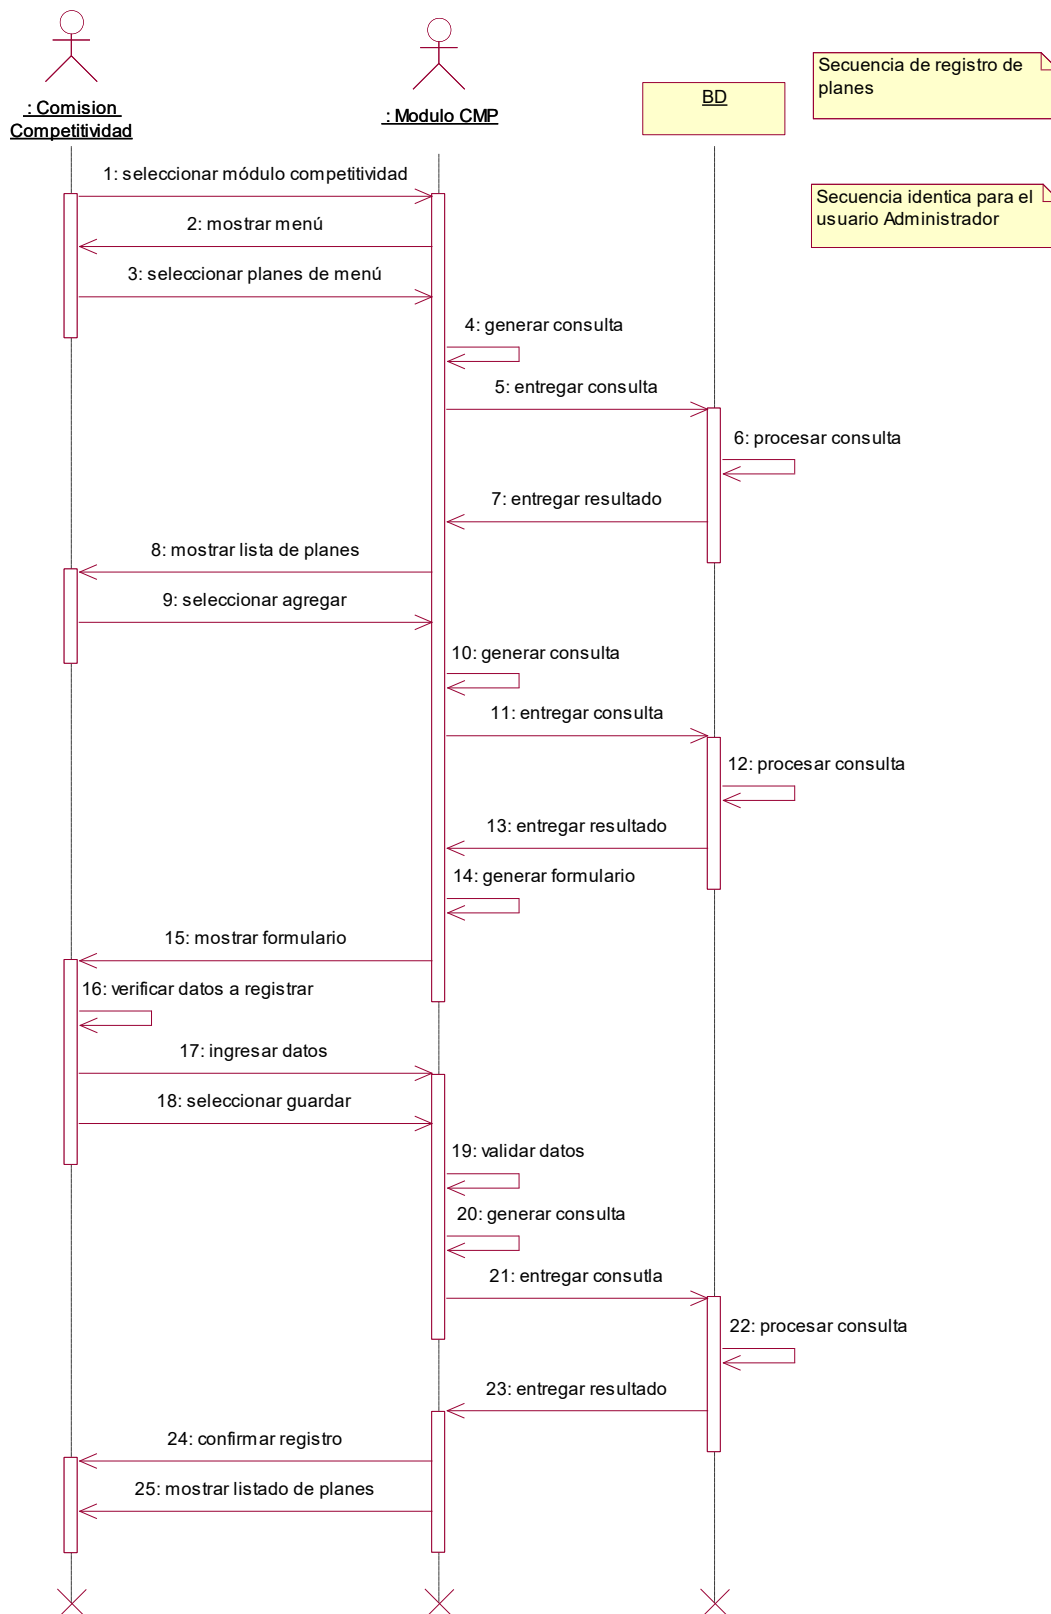 : Comision
Competitividad
: Modulo CMP
BD
Secuencia de registro de
planes
Secuencia identica para el
usuario Administrador
1: seleccionar módulo competitividad
2: mostrar menú
3: seleccionar planes de menú
4: generar consulta
5: entregar consulta
6: procesar consulta
7: entregar resultado
8: mostrar lista de planes
9: seleccionar agregar
10: generar consulta
11: entregar consulta
12: procesar consulta
13: entregar resultado
14: generar formulario
15: mostrar formulario
16: verificar datos a registrar
17: ingresar datos
18: seleccionar guardar
19: validar datos
20: generar consulta
21: entregar consutla
22: procesar consulta
23: entregar resultado
24: confirmar registro
25: mostrar listado de planes